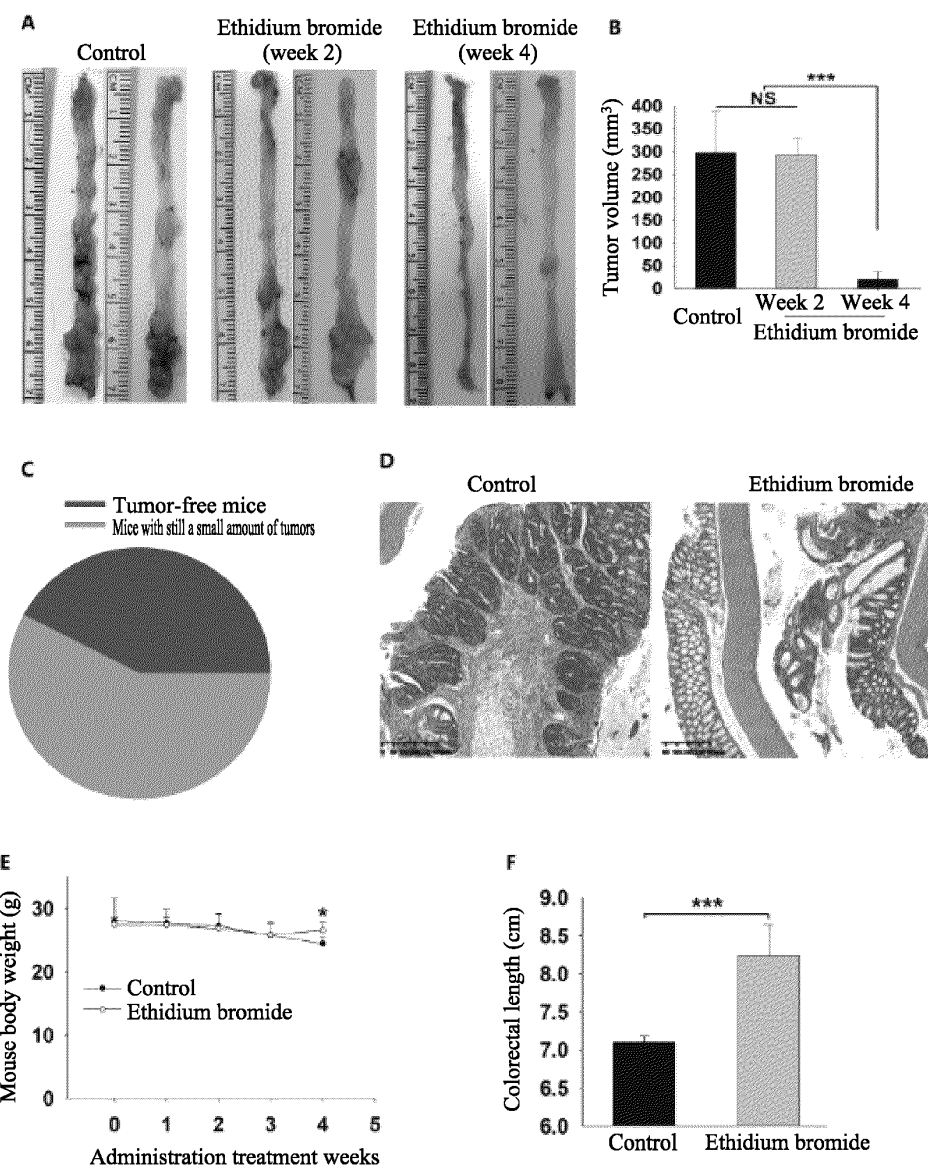 A
Control
Ethidium bromide
(week 2)
Ethidium bromide
(week 4)
B
***
NS
Tumor volume (mm³)
400
350
300
250
200
150
100
50
0
Control
Week 2 Week 4
Ethidium bromide
C
Tumor-free mice
Mice with still a small amount of tumors
D
Control
Ethidium bromide
E
Mouse body weight (g)
30
20
10
0
*
Control
Ethidium bromide
0 1 2 3 4 5
Administration treatment weeks
F
Colorectal length (cm)
9.0
8.5
8.0
7.5
7.0
6.5
6.0
***
Control
Ethidium bromide